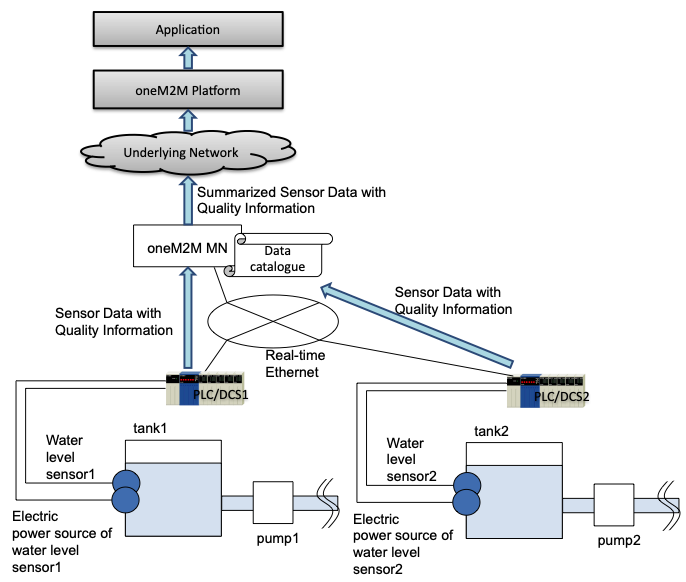 Application
oneM2M Platform
Underlying Network
Summarized Sensor Data with
Quality Information
oneM2M MN
Data
catalogue
Sensor Data with
Quality Information
Sensor Data with
Quality Information
Real-time
Ethernet
PLC/DCS1
PLC/DCS2
tank1
Water
level
sensor1
Electric
power source of
water level
sensor1
pump1
tank2
Water
level
sensor2
Electric
power source of
water level
sensor2
pump2